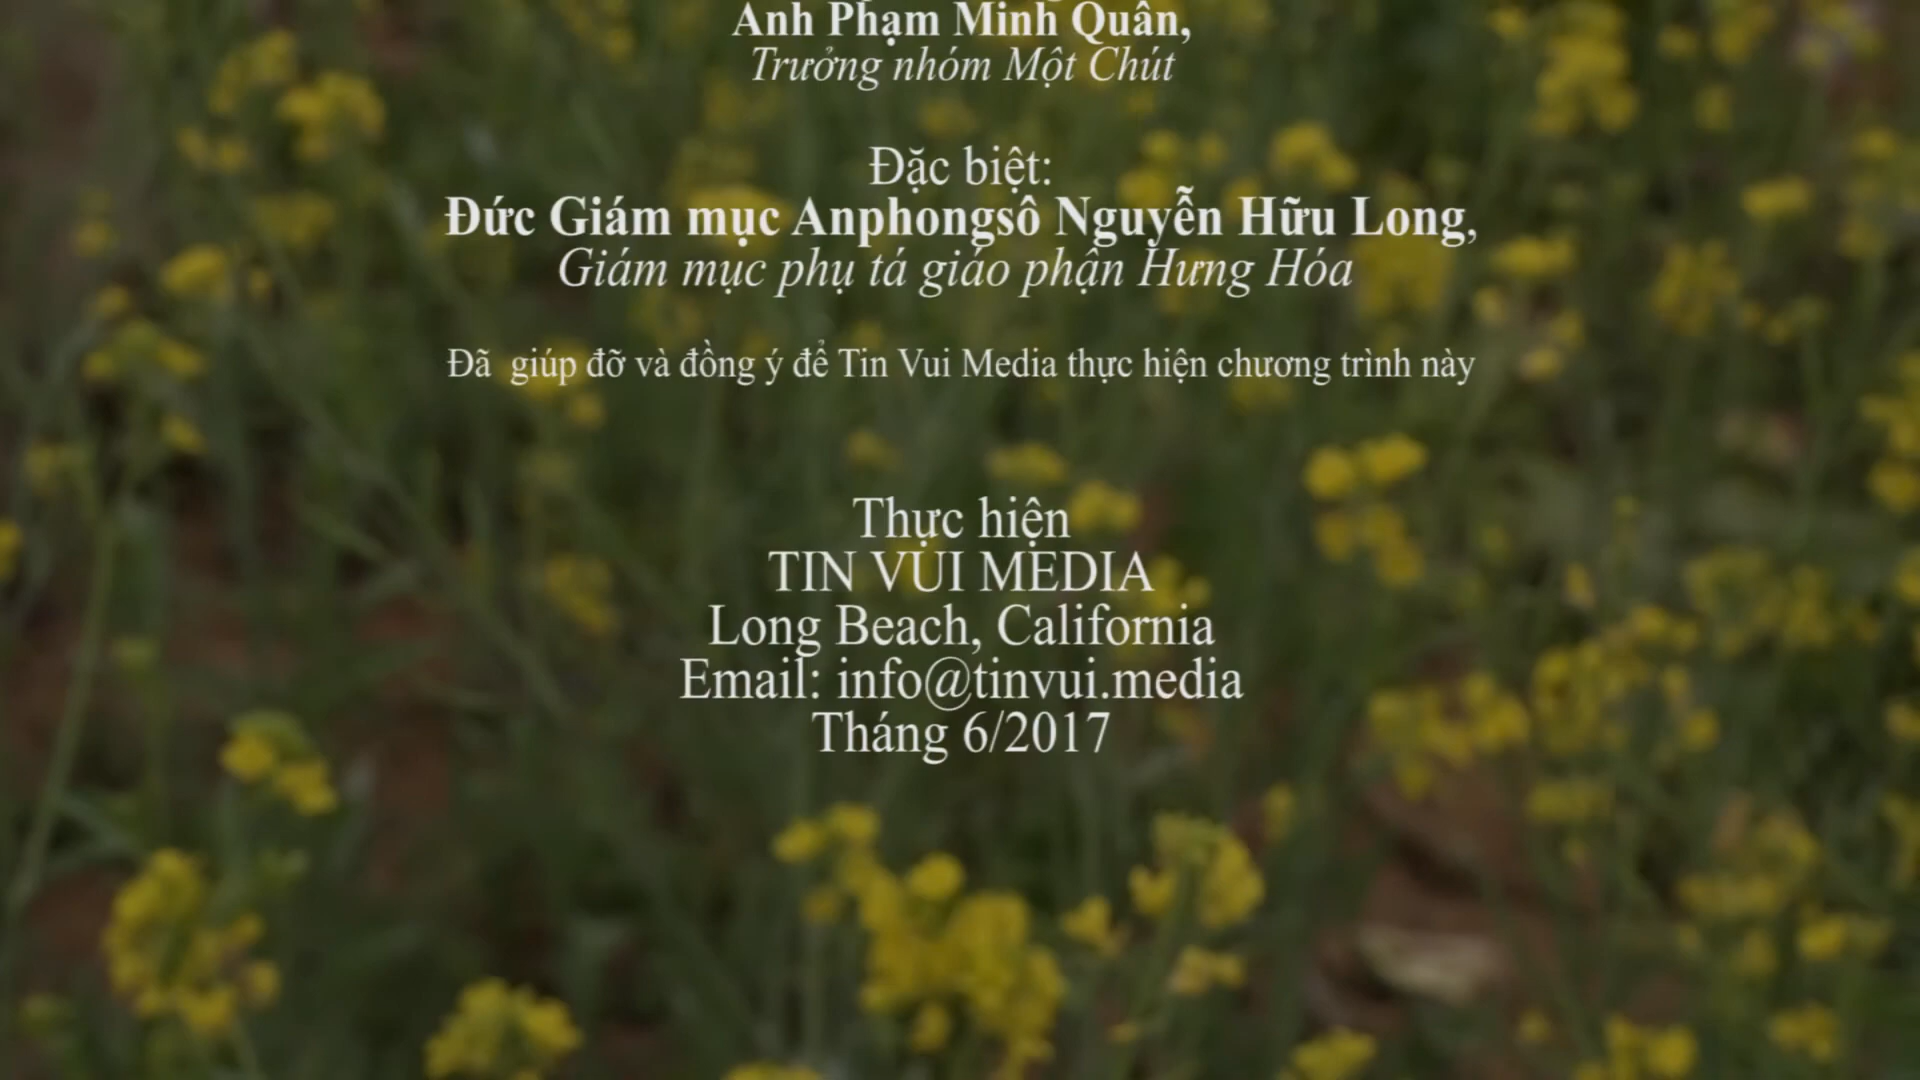 Anh Phạm Minh Quân,
Trưởng nhóm Một Chút
Đặc biệt:
Đức Giám mục Anphongsô Nguyễn Hữu Long,
Giám mục phụ tá giáo phận Hưng Hóa
Đã giúp đỡ và đồng ý để Tin Vui Media thực hiện chương trình này
Thực hiện
TIN VUI MEDIA
Long Beach, California
Email: info@tinvui.media
Tháng 6/2017